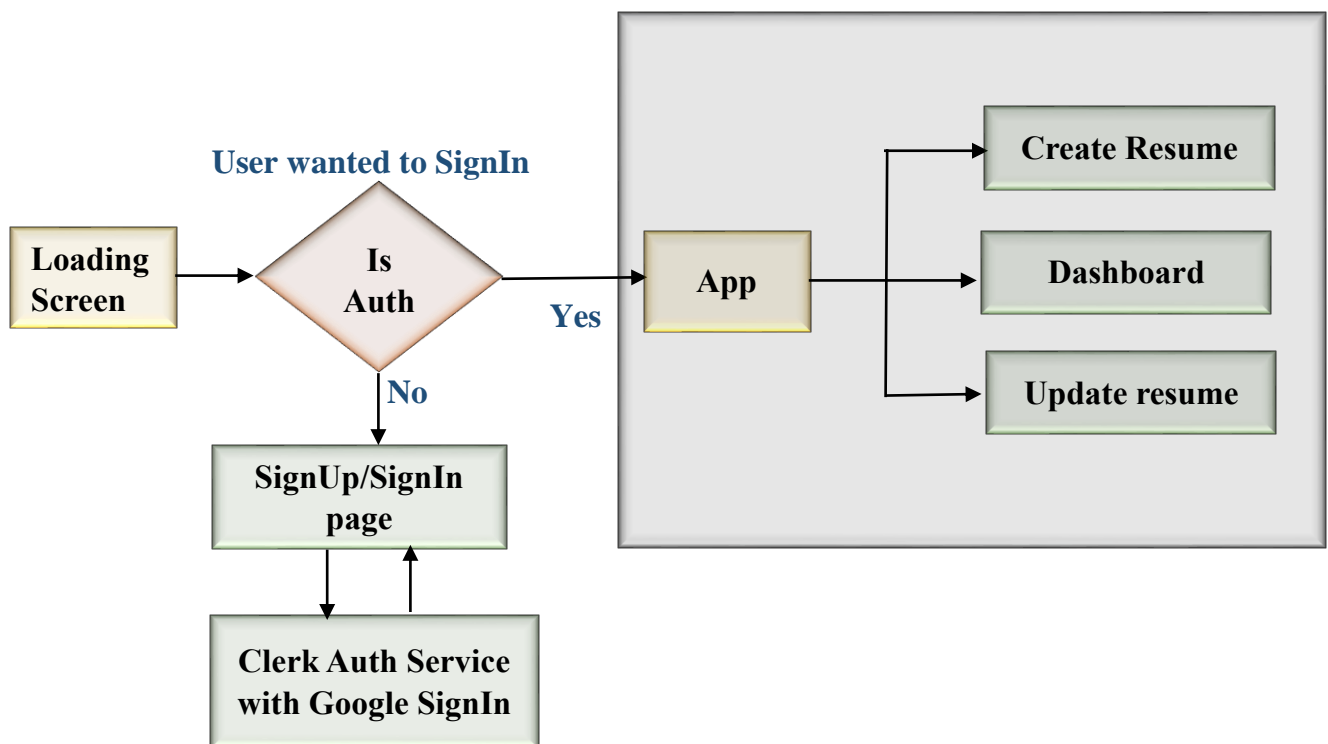 User wanted to SignIn
Loading
Screen
Is
Auth
Yes
No
SignUp/SignIn
page
Clerk Auth Service
with Google SignIn
App
Create Resume
Dashboard
Update resume